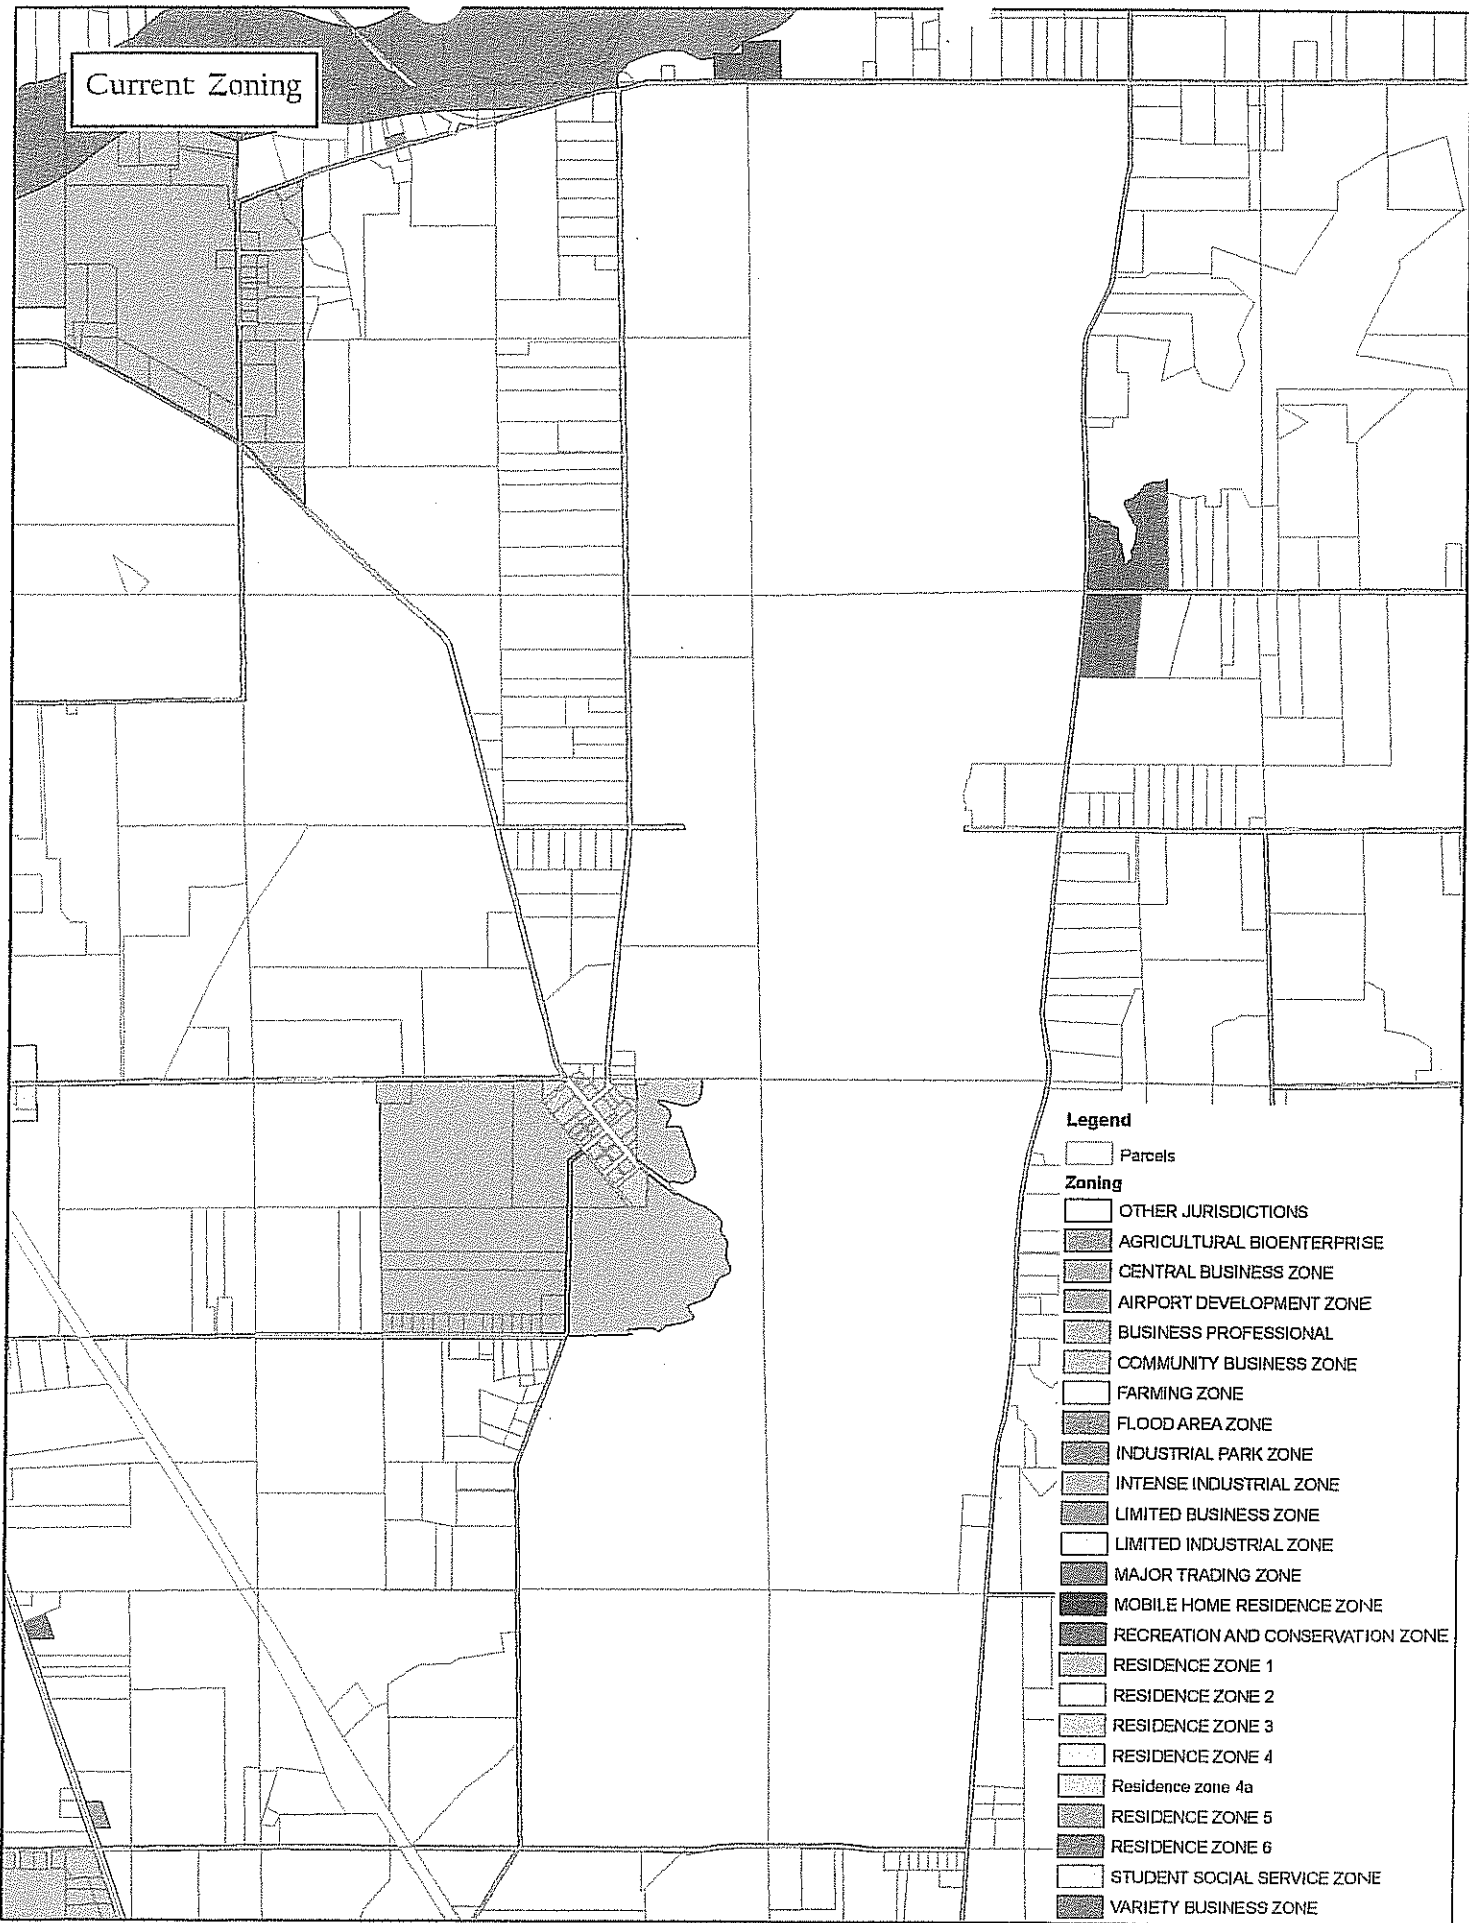 Current Zoning
Legend
Parcels
Zoning
OTHER JURISDICTIONS
AGRICULTURAL BIOENTERPRISE
CENTRAL BUSINESS ZONE
AIRPORT DEVELOPMENT ZONE
BUSINESS PROFESSIONAL
COMMUNITY BUSINESS ZONE
FARMING ZONE
FLOOD AREA ZONE
INDUSTRIAL PARK ZONE
INTENSE INDUSTRIAL ZONE
LIMITED BUSINESS ZONE
LIMITED INDUSTRIAL ZONE
MAJOR TRADING ZONE
MOBILE HOME RESIDENCE ZONE
RECREATION AND CONSERVATION ZONE
RESIDENCE ZONE 1
RESIDENCE ZONE 2
RESIDENCE ZONE 3
RESIDENCE ZONE 4
Residence zone 4a
RESIDENCE ZONE 5
RESIDENCE ZONE 6
STUDENT SOCIAL SERVICE ZONE
VARIETY BUSINESS ZONE